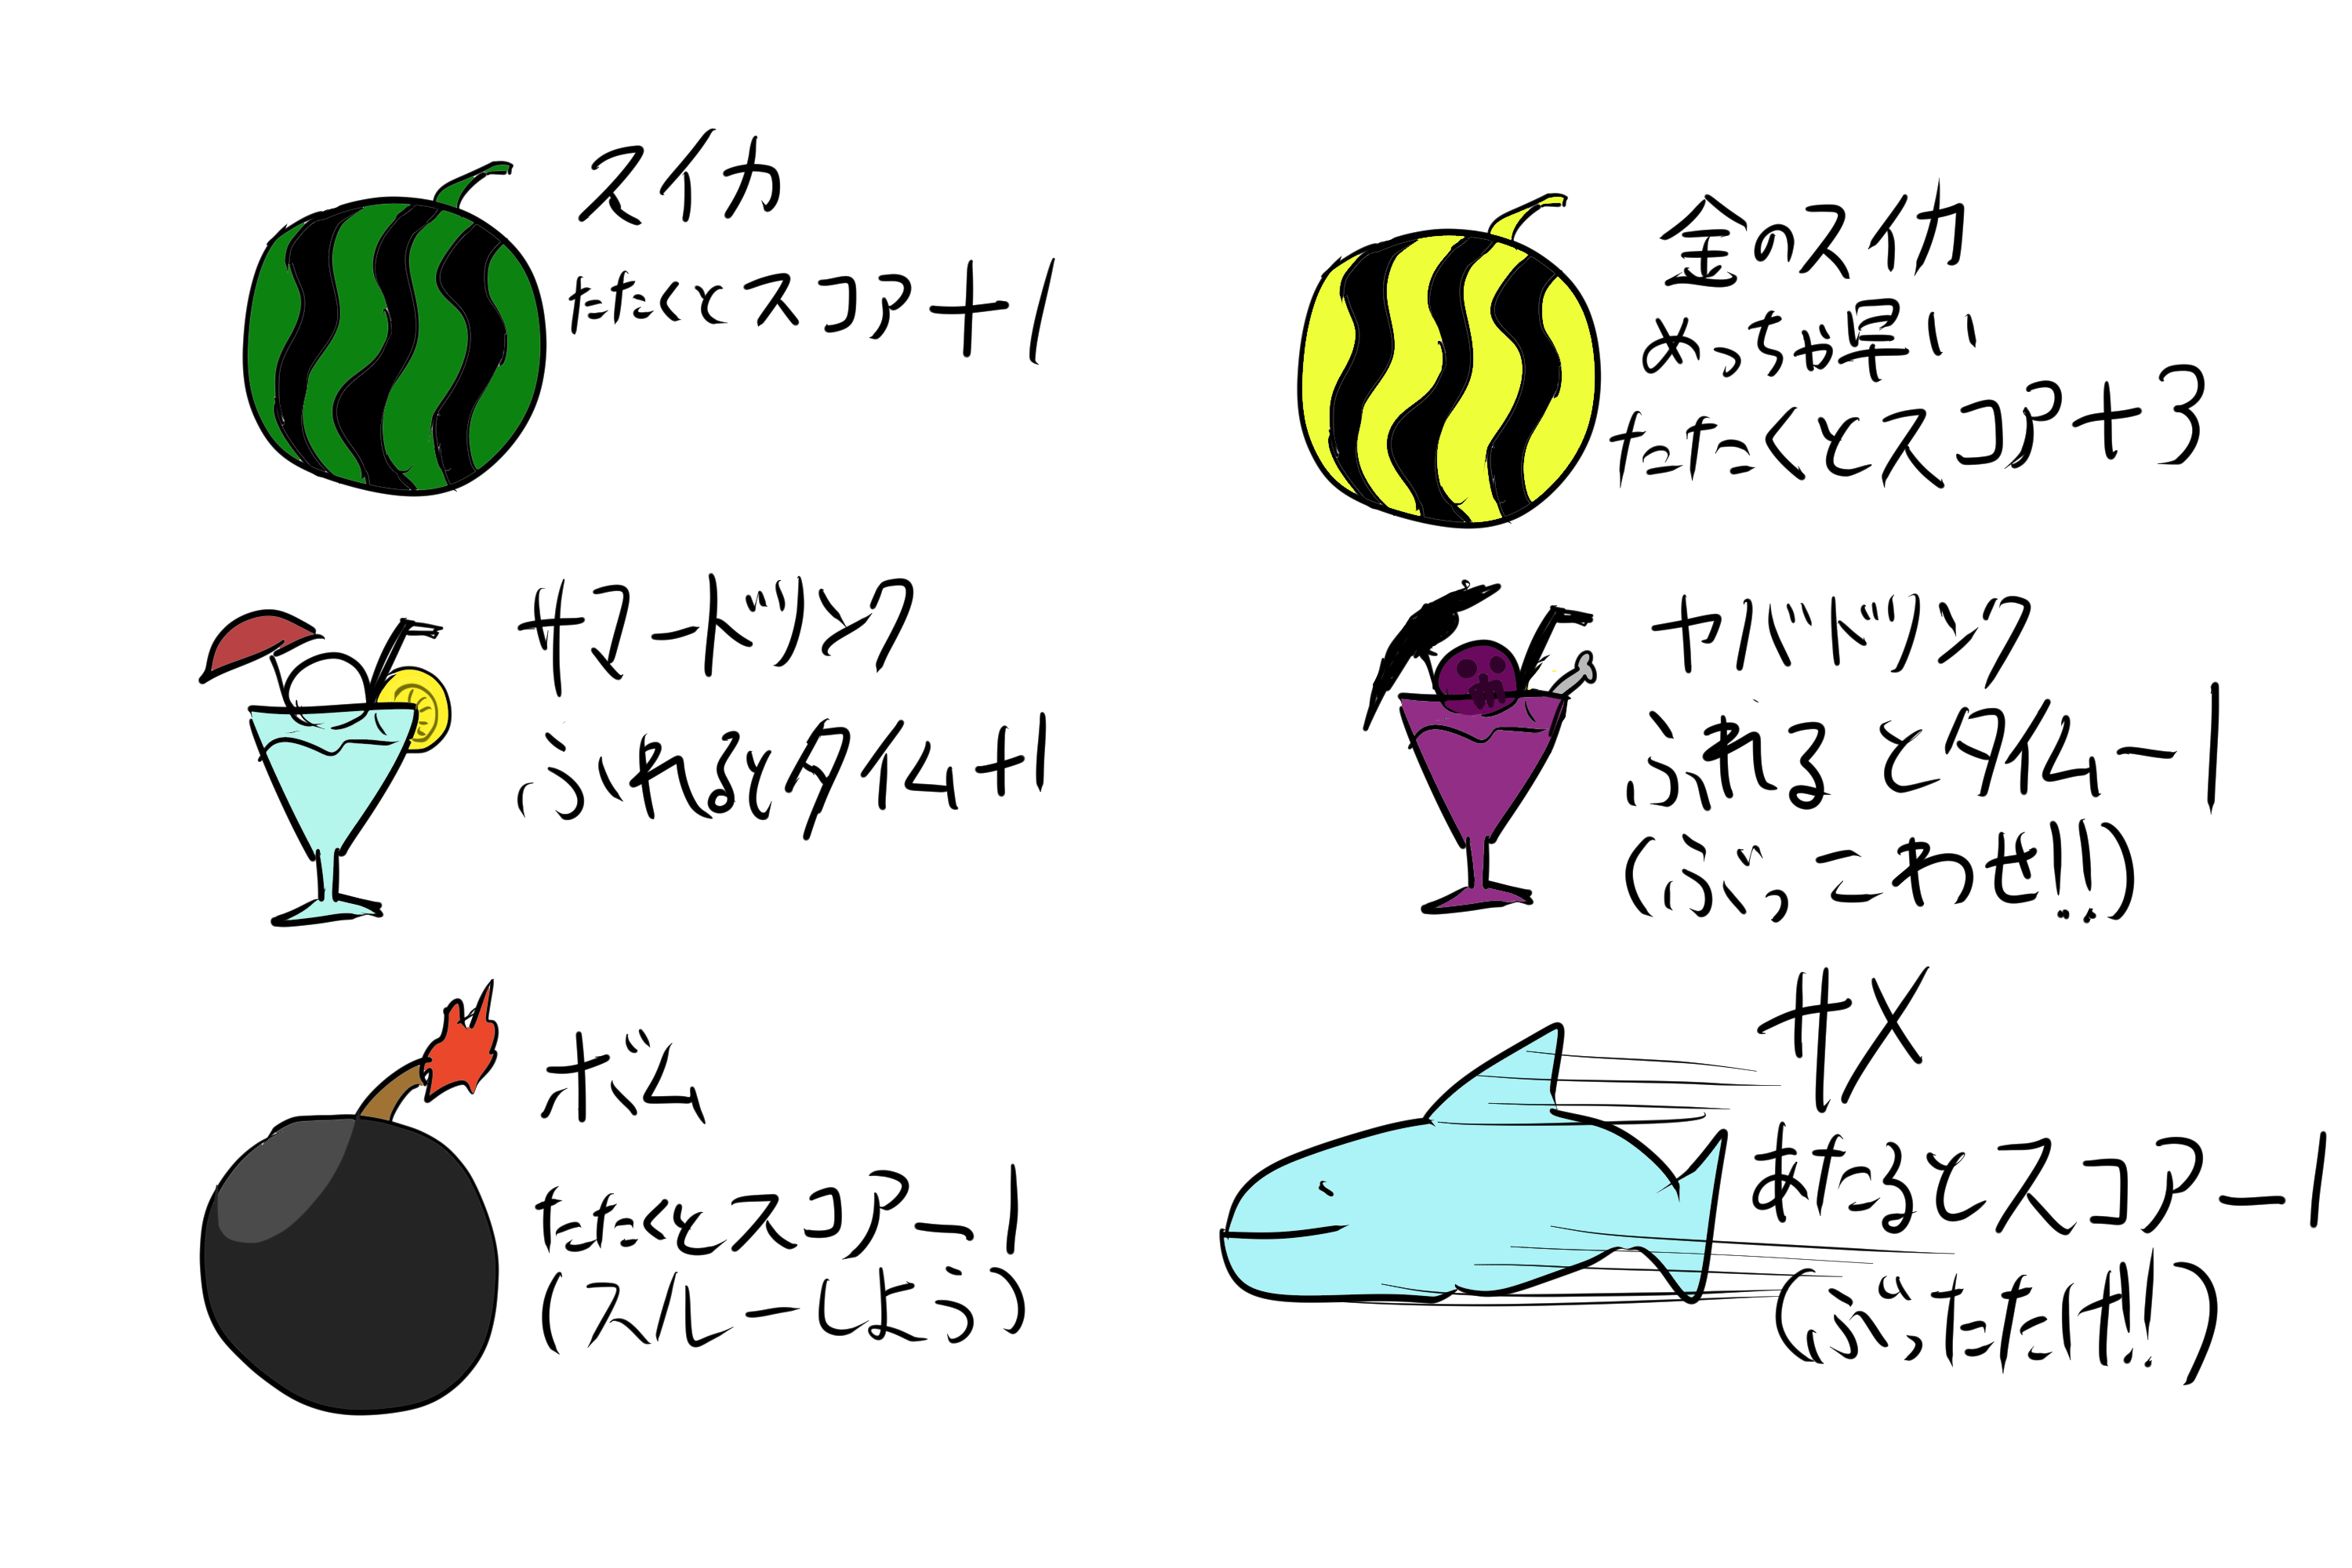 スイカ
たたくとスコア+1
金のスイカ
めっちゃ早い
たたくとスコア+3
サマードリンク
ふれるとタイム+1
ヤバドリンク
ふれるとタイム-1
(ぶっこわせ!!)
ボム
たたくとスコア-1
(スルーしよう)
サメ
あたるとスコア-1
(ぶったたけ!!)